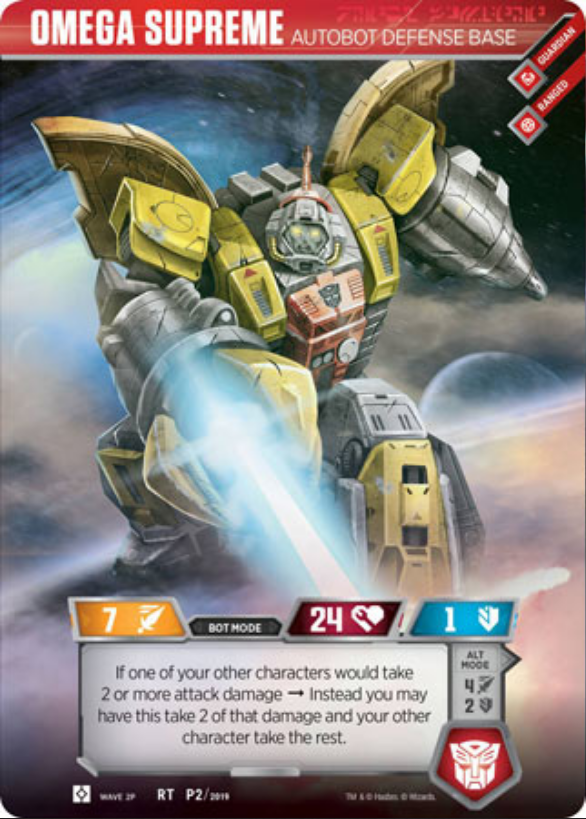 OMEGA SUPREME AUTOBOT DEFENSE BASE
GUARDIAN
RANGED
7 BOT MODE 24 1
If one of your other characters would take
2 or more attack damage → Instead you may
have this take 2 of that damage and your other
character take the rest.
ALT
MODE
4
2
WAVE 2P RT P2/2019 TM & © Hasbro. © Wizards.